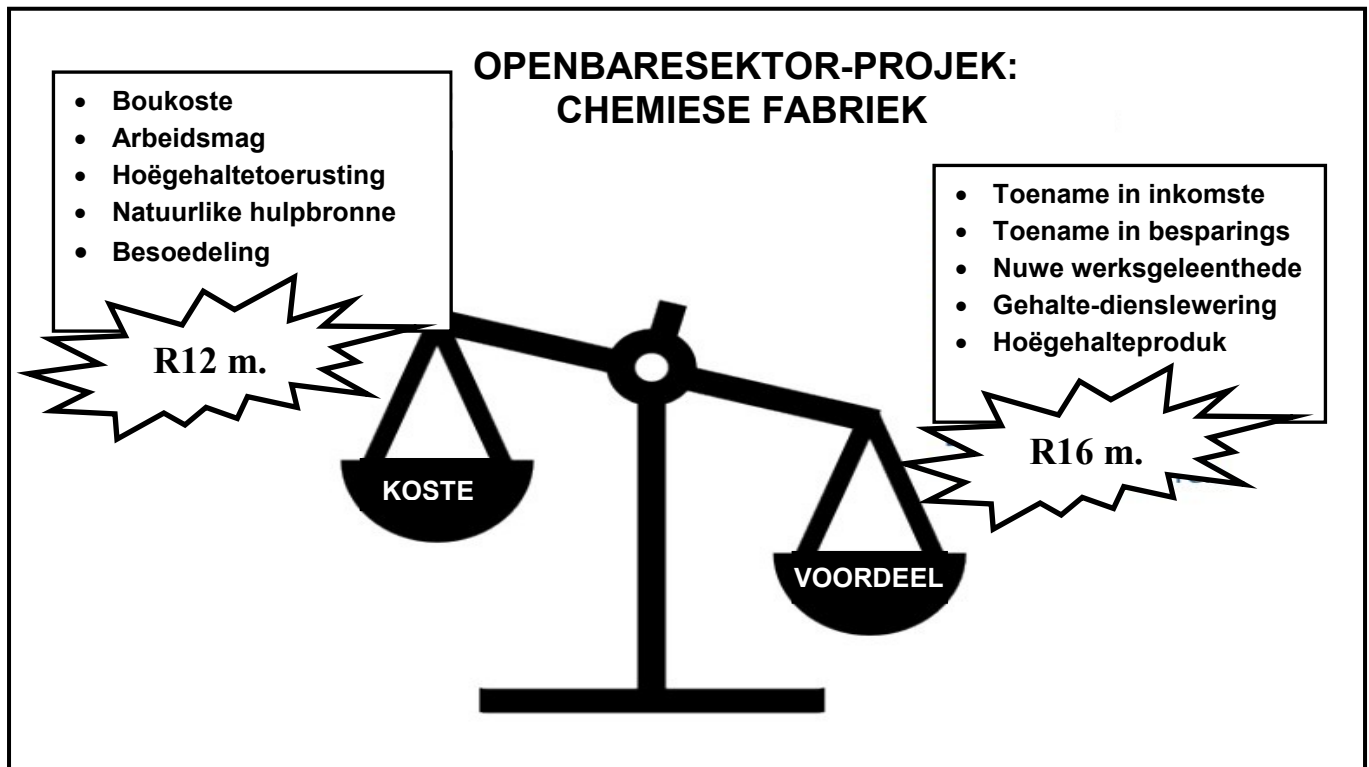 OPENBARESEKTOR-PROJEK:
CHEMIESE FABRIEK
• Boukoste
• Arbeidsmag
• Hoëgehaltetoerusting
• Natuurlike hulpbronne
• Besoedeling
R12 m.
• Toename in inkomste
• Toename in besparings
• Nuwe werksgeleenthede
• Gehalte-dienslewering
• Hoëgehalteproduk
R16 m.
KOSTE
VOORDEEL